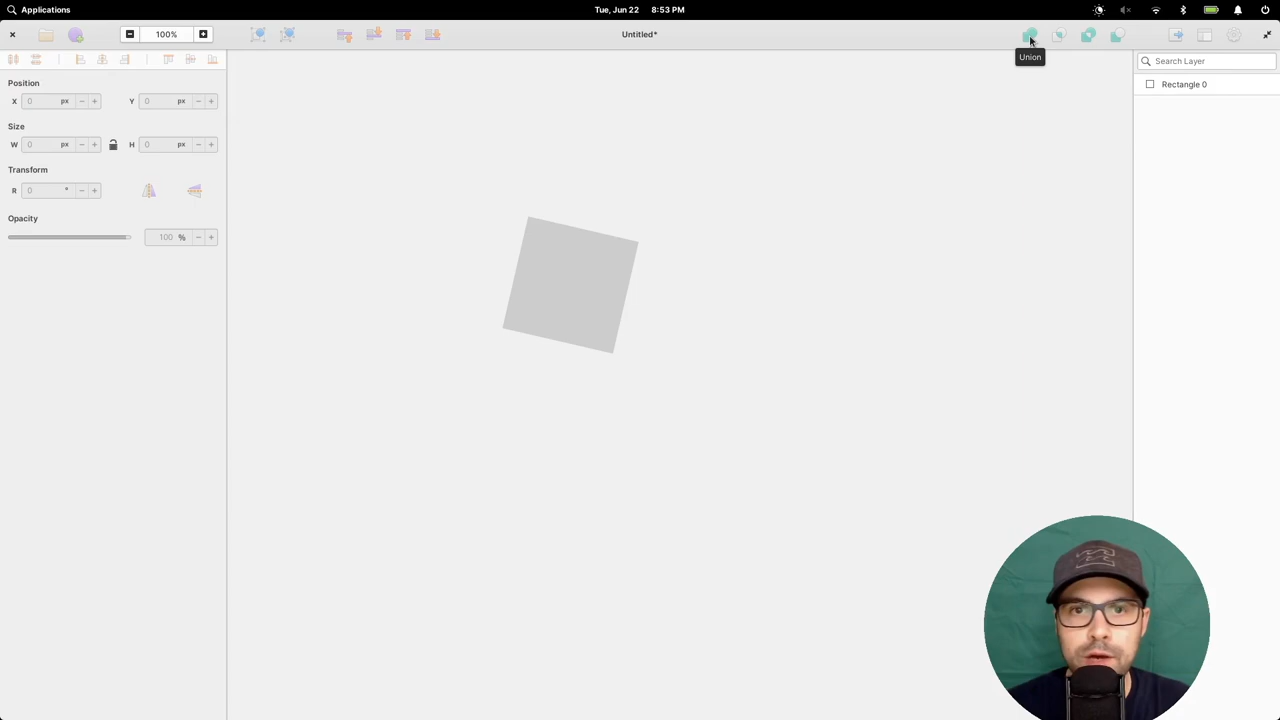 Applications
Tue, Jun 22 8:53 PM
100%
Untitled*
Union
Search Layer
Rectangle 0
Position
X 0 px Y 0 px
Size
W 0 px H 0 px
Transform
R 0 °
Opacity
100 %